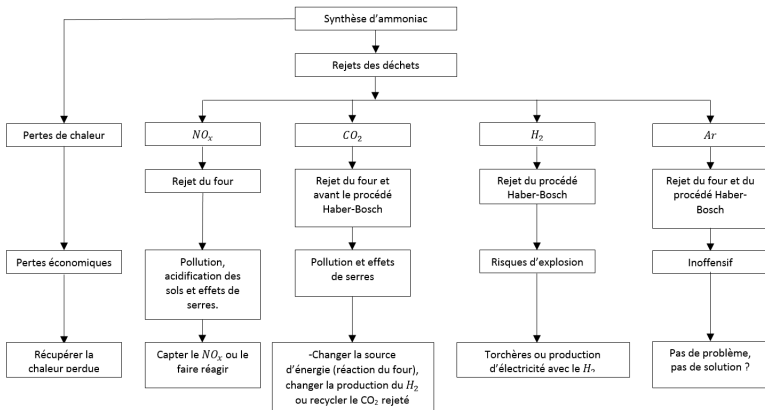 Synthèse d'ammoniac
Rejets des déchets
Pertes de chaleur
NOₓ
CO₂
H₂
Ar
Rejet du four
Rejet du four et
avant le procédé
Haber-Bosch
Rejet du procédé
Haber-Bosch
Rejet du four et du
procédé Haber-
Bosch
Pertes économiques
Pollution,
acidification des
sols et effets de
serres.
Pollution et effets
de serres
Risques d'explosion
Inoffensif
Récupérer la
chaleur perdue
Capter le NOₓ ou le
faire réagir
-Changer la source
d'énergie (réaction du four),
changer la production du H₂
ou recycler le CO₂ rejeté
Torchères ou production
d'électricité avec le H₂
Pas de problème,
pas de solution ?